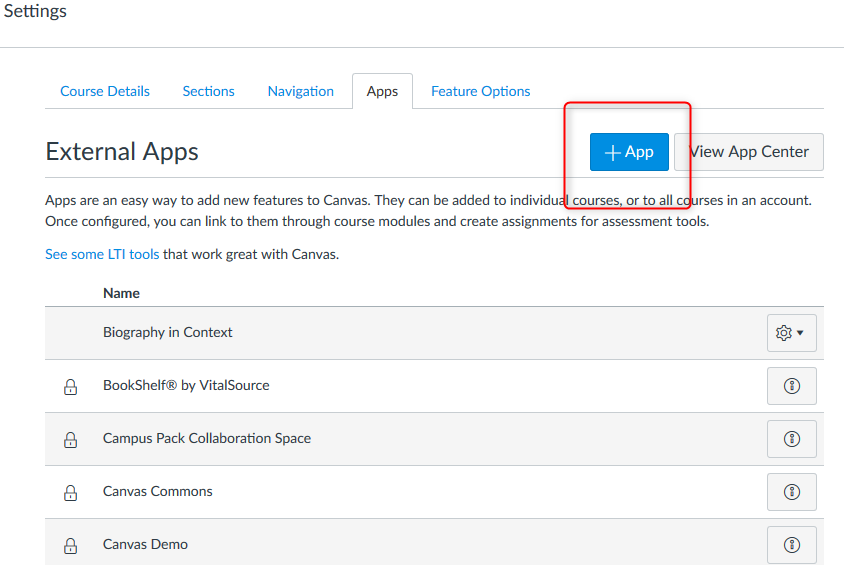 Settings
Course Details Sections Navigation Apps Feature Options
External Apps
+ App
View App Center
Apps are an easy way to add new features to Canvas. They can be added to individual courses, or to all courses in an account.
Once configured, you can link to them through course modules and create assignments for assessment tools.
See some LTI tools that work great with Canvas.
Name
Biography in Context
BookShelf® by VitalSource
Campus Pack Collaboration Space
Canvas Commons
Canvas Demo